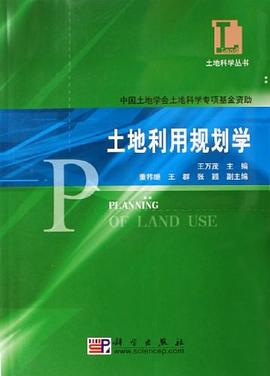 Land
土地科学丛书
中国土地学会土地科学专项基金资助
土地利用规划学
王万茂 主编
董祚继 王群 张颖 副主编
PLANNING
OF LAND USE
科学出版社
www.sciencep.com